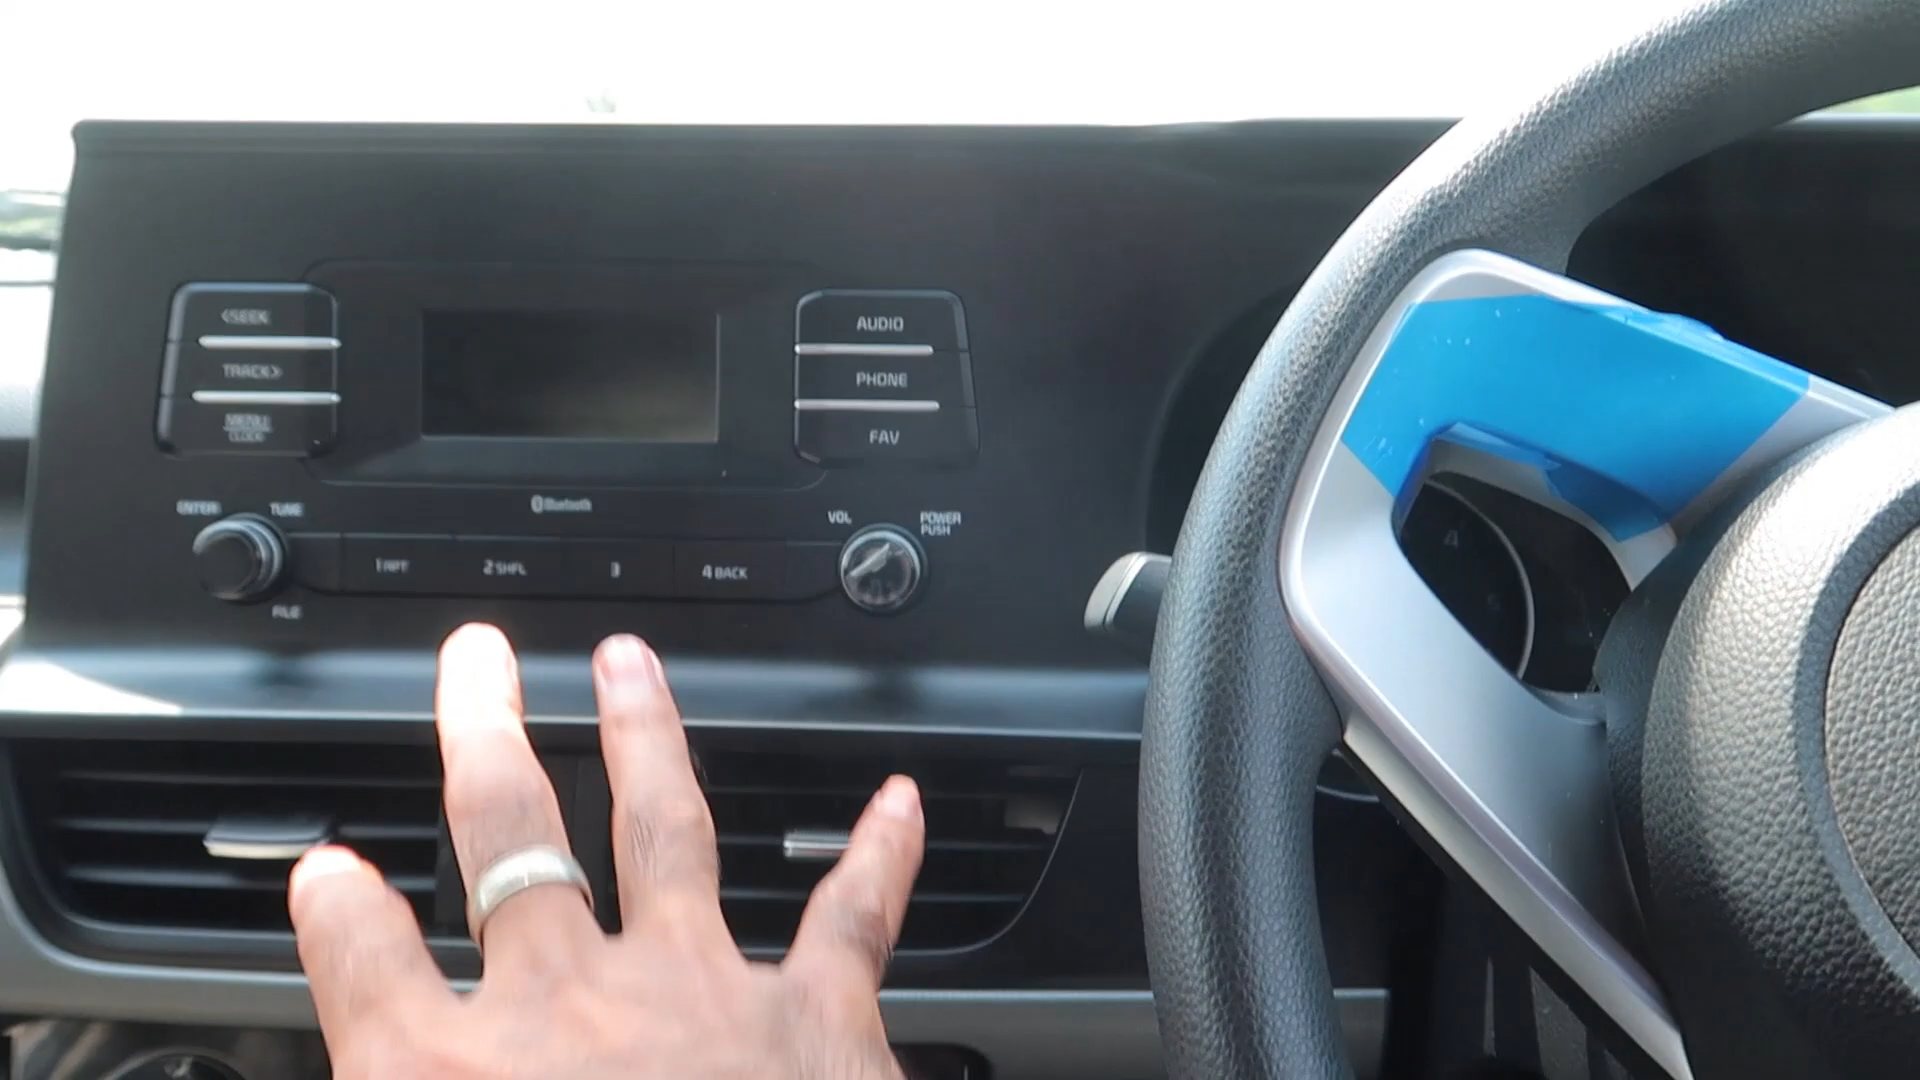 <SEEK
TRACK>
MENU
CLOCK
AUDIO
PHONE
FAV
Bluetooth
ENTER
TUNE
FILE
1 RPT
2 SHFL
3
4 BACK
VOL
POWER
PUSH
4